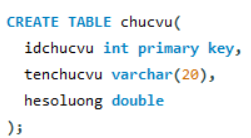 CREATE TABLE chucvu(
  idchucvu int primary key,
  tenchucvu varchar(20),
  hesoluong double
);